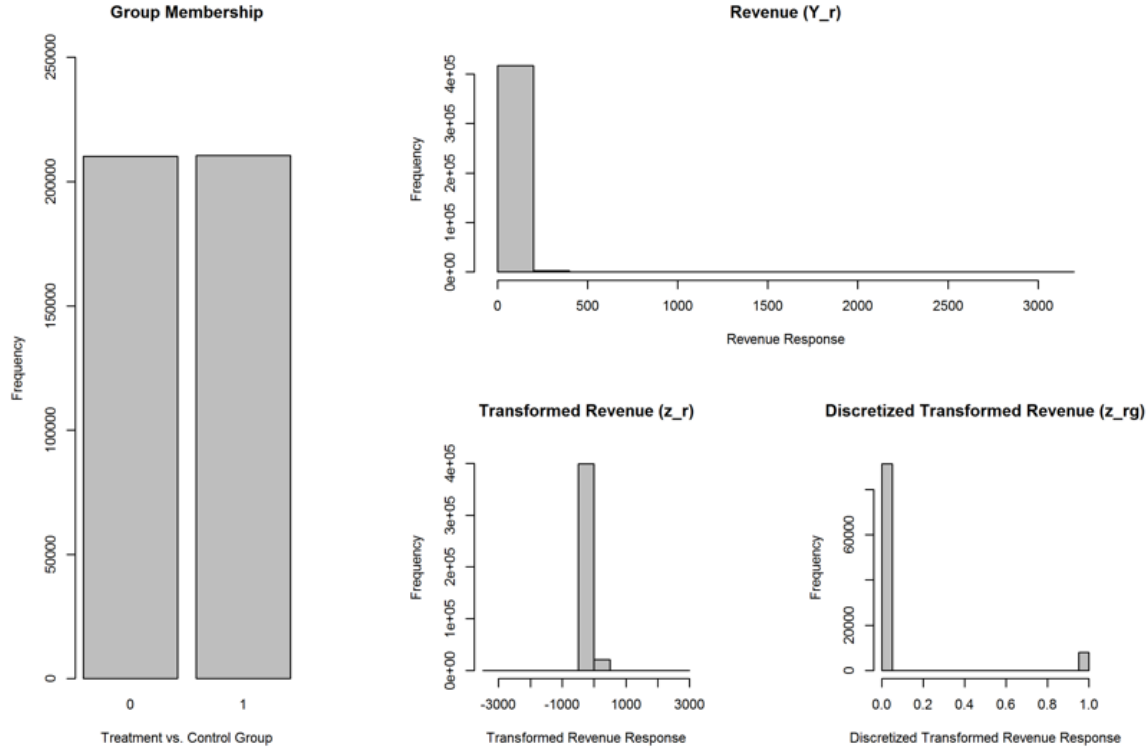 Group Membership
Frequency
250000
200000
150000
100000
50000
0
0 1
Treatment vs. Control Group
Revenue (Y_r)
Frequency
4e+05
3e+05
2e+05
1e+05
0e+00
0 500 1000 1500 2000 2500 3000
Revenue Response
Transformed Revenue (z_r)
Frequency
4e+05
3e+05
2e+05
1e+05
0e+00
-3000 -1000 1000 3000
Transformed Revenue Response
Discretized Transformed Revenue (z_rg)
Frequency
60000
20000
0
0.0 0.2 0.4 0.6 0.8 1.0
Discretized Transformed Revenue Response